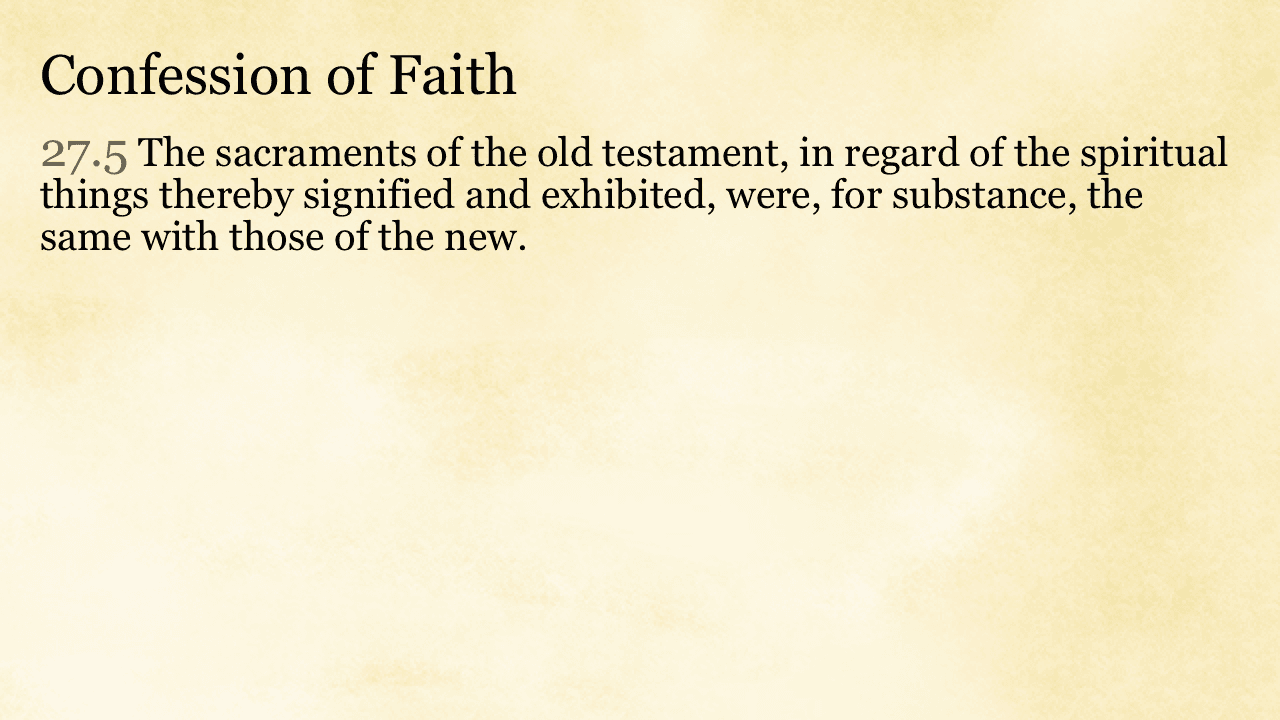 Confession of Faith
27.5 The sacraments of the old testament, in regard of the spiritual
things thereby signified and exhibited, were, for substance, the
same with those of the new.